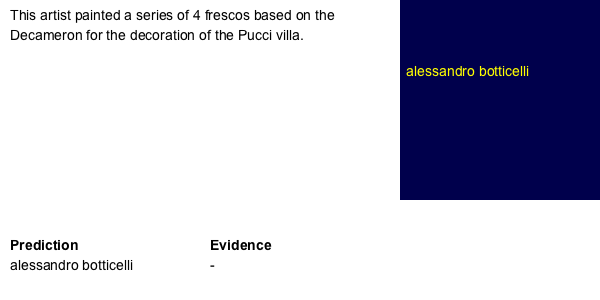 This artist painted a series of 4 frescos based on the
Decameron for the decoration of the Pucci villa.
alessandro botticelli
Prediction Evidence
alessandro botticelli -